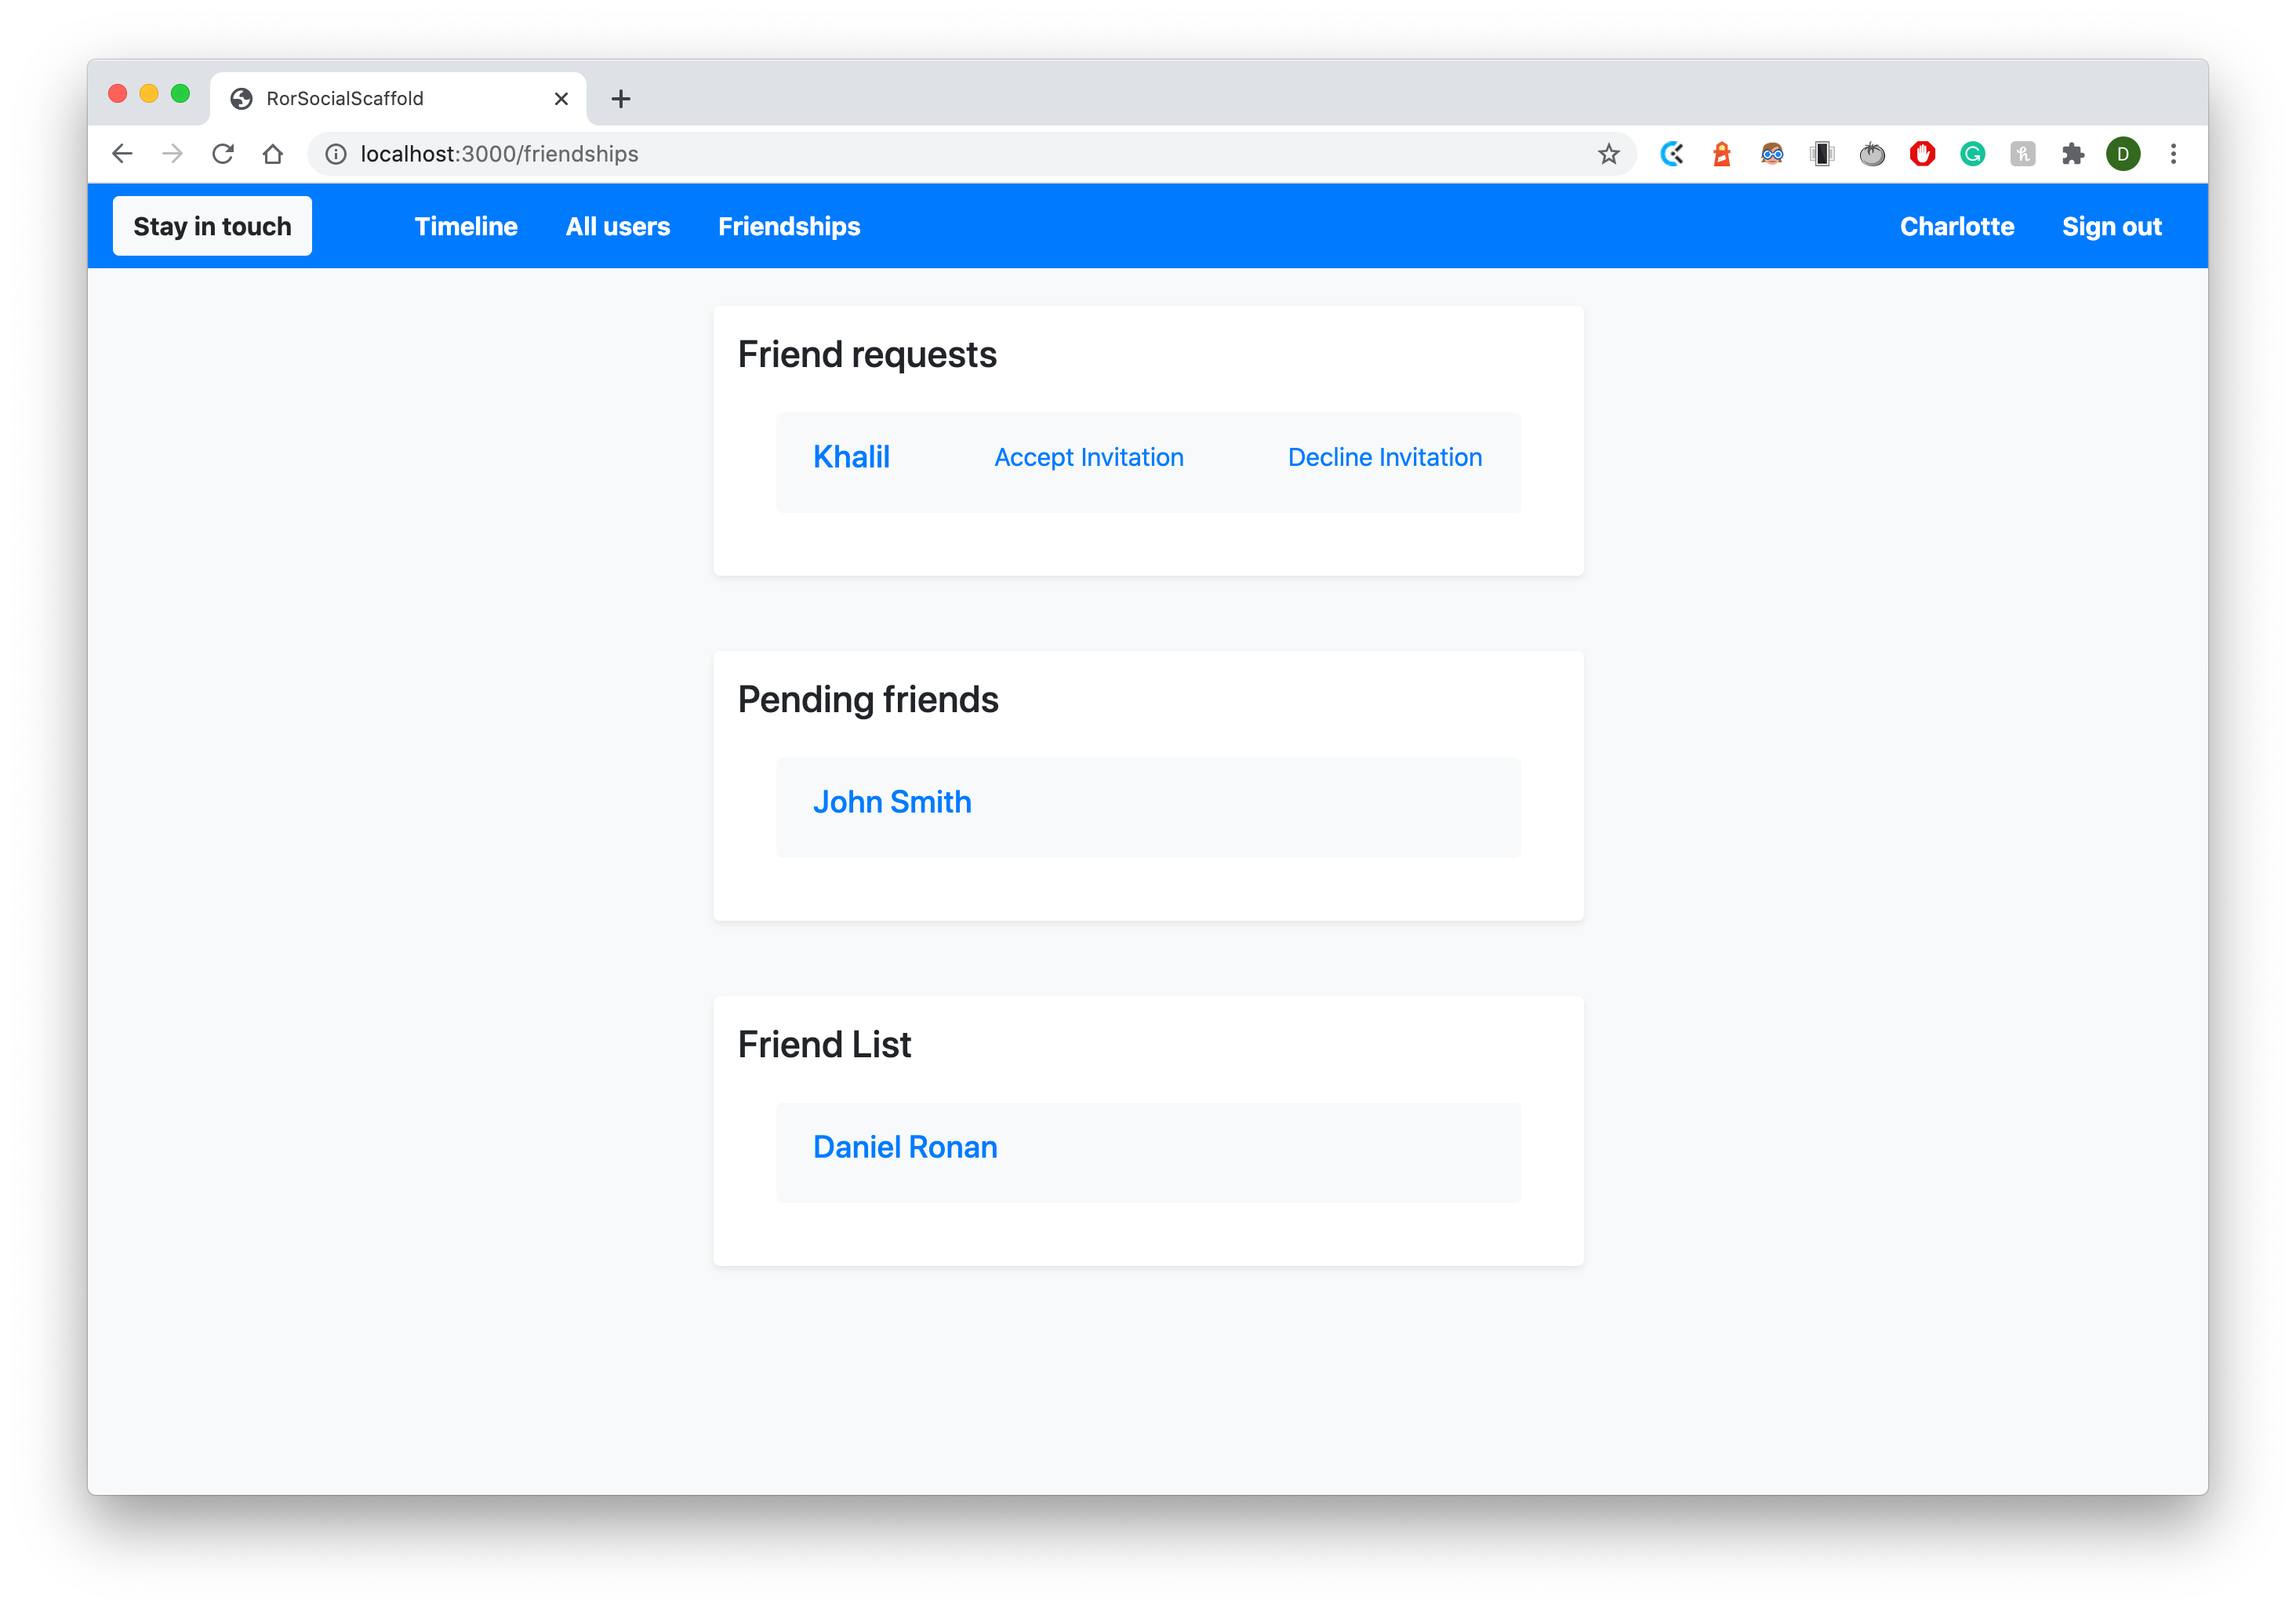 RorSocialScaffold
localhost:3000/friendships
D
Stay in touch Timeline All users Friendships Charlotte Sign out
Friend requests
Khalil Accept Invitation Decline Invitation
Pending friends
John Smith
Friend List
Daniel Ronan